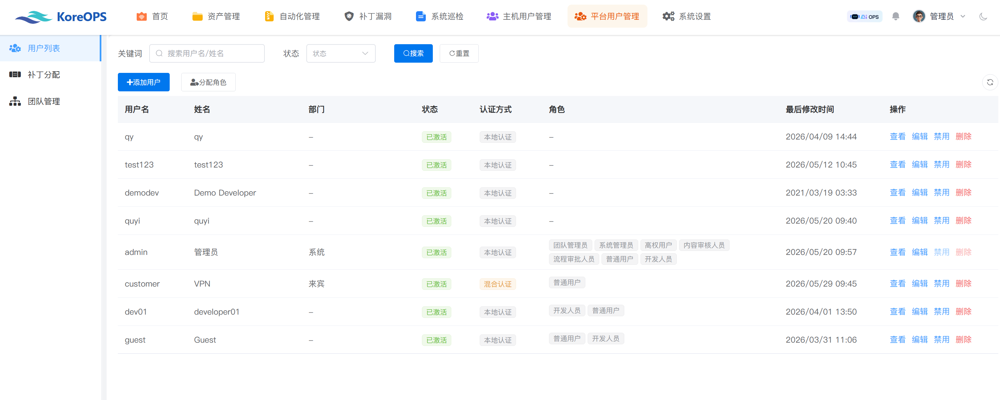 KoreOPS 首页 资产管理 自动化管理 补丁漏洞 系统巡检 主机用户管理 平台用户管理 系统设置 Ai OPS 管理员
用户列表
补丁分配
团队管理
关键词 搜索用户名/姓名 状态 状态 搜索 重置
添加用户 分配角色
用户名 姓名 部门 状态 认证方式 角色 最后修改时间 操作
qy qy – 已激活 本地认证 – 2026/04/09 14:44 查看 编辑 禁用 删除
test123 test123 – 已激活 本地认证 – 2026/05/12 10:45 查看 编辑 禁用 删除
demodev Demo Developer – 已激活 本地认证 – 2021/03/19 03:33 查看 编辑 禁用 删除
quyi quyi – 已激活 本地认证 – 2026/05/20 09:40 查看 编辑 禁用 删除
admin 管理员 系统 已激活 本地认证 团队管理员 系统管理员 高权用户 内容审核人员 2026/05/20 09:57 查看 编辑 禁用 删除
流程审批人员 普通用户 开发人员
customer VPN 来宾 已激活 混合认证 普通用户 2026/05/29 09:45 查看 编辑 禁用 删除
dev01 developer01 – 已激活 本地认证 开发人员 普通用户 2026/04/01 13:50 查看 编辑 禁用 删除
guest Guest – 已激活 本地认证 普通用户 开发人员 2026/03/31 11:06 查看 编辑 禁用 删除